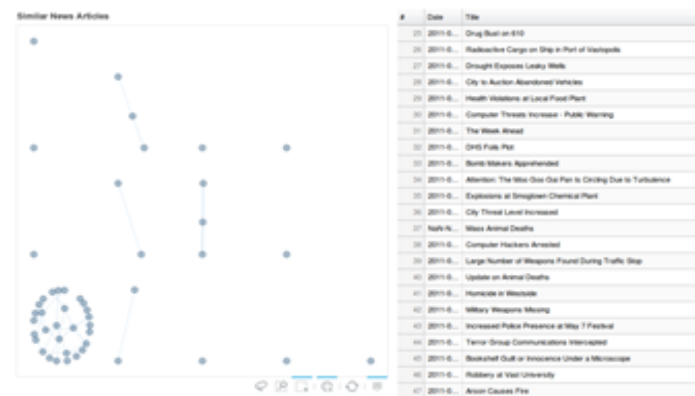 Similar News Articles
# Date Title
25 2011-0... Drug Bust on 610
26 2011-0... Radioactive Cargo on Ship in Port of Vastopolis
27 2011-0... Drought Exposes Leaky Wells
28 2011-0... City to Auction Abandoned Vehicles
29 2011-0... Health Violations at Local Food Plant
30 2011-0... Computer Threats Increase - Public Warning
31 2011-0... The Week Ahead
32 2011-0... DHS Foils Plot
33 2011-0... Bomb Makers Apprehended
34 2011-0... Attention: The Moo Goo Gai Pan Is Circling Due to Turbulence
35 2011-0... Explosions at Smogtown Chemical Plant
36 2011-0... City Threat Level Increased
37 NaN-N... Mass Animal Deaths
38 2011-0... Computer Hackers Arrested
39 2011-0... Large Number of Weapons Found During Traffic Stop
40 2011-0... Update on Animal Deaths
41 2011-0... Homicide in Westside
42 2011-0... Military Weapons Missing
43 2011-0... Increased Police Presence at May 7 Festival
44 2011-0... Terror Group Communications Intercepted
45 2011-0... Bookshelf Guilt or Innocence Under a Microscope
46 2011-0... Robbery at Vast University
47 2011-0... Arson Causes Fire